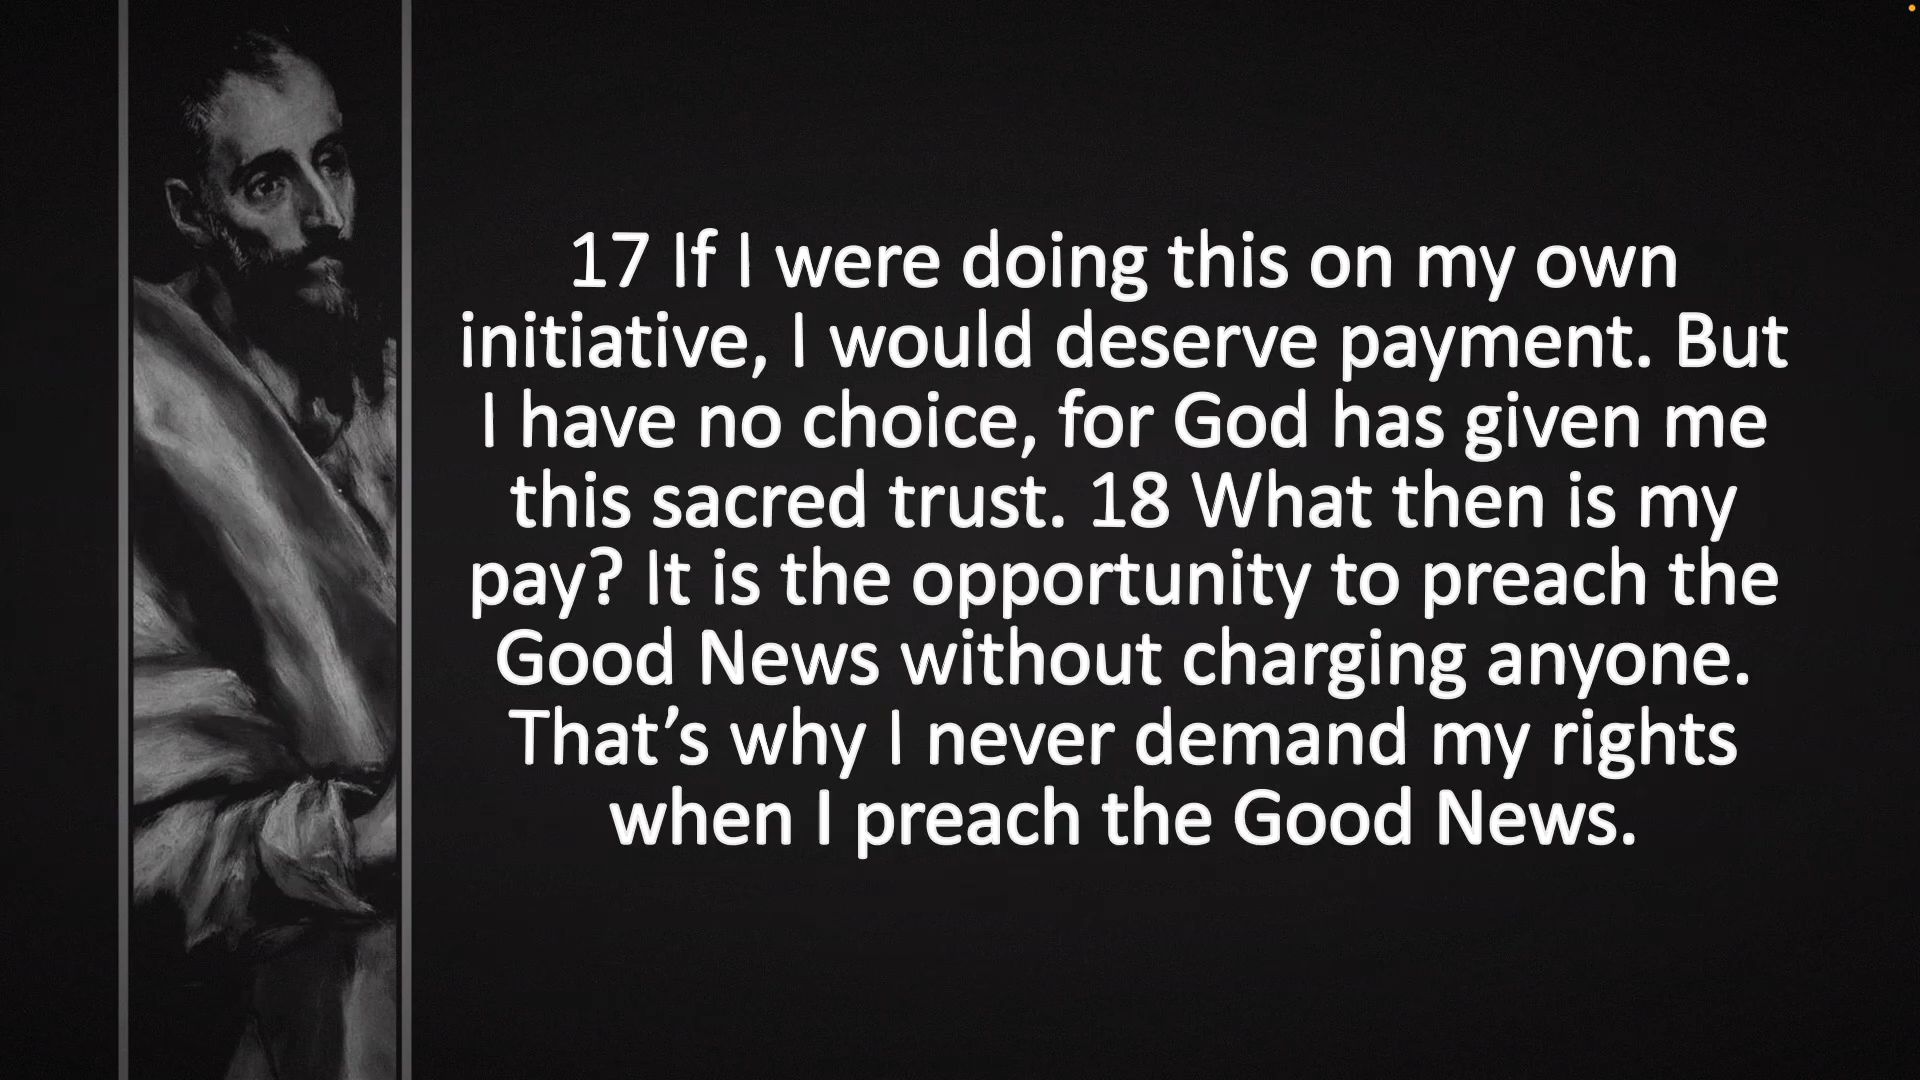 17 If I were doing this on my own
initiative, I would deserve payment. But
I have no choice, for God has given me
this sacred trust. 18 What then is my
pay? It is the opportunity to preach the
Good News without charging anyone.
That’s why I never demand my rights
when I preach the Good News.